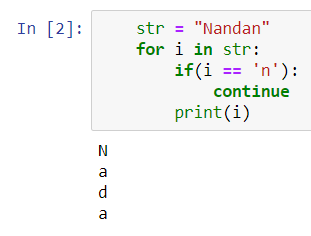 In [2]: str = "Nandan"
for i in str:
if(i == 'n'):
continue
print(i)
N
a
d
a